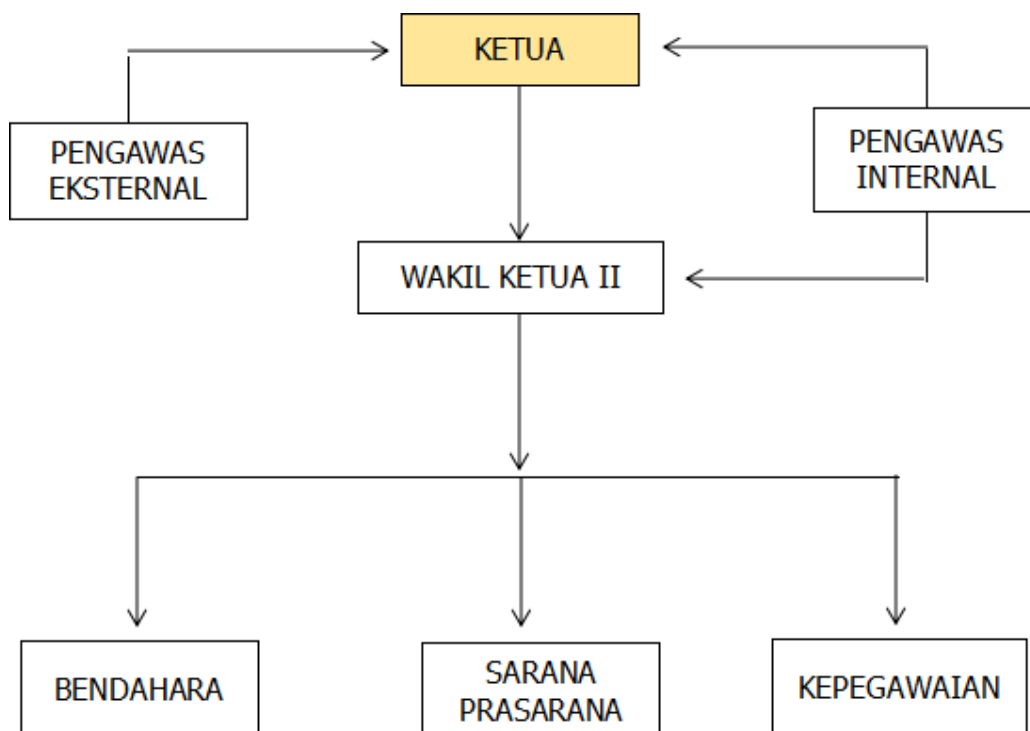 KETUA
PENGAWAS
EKSTERNAL
PENGAWAS
INTERNAL
WAKIL KETUA II
BENDAHARA
SARANA
PRASARANA
KEPEGAWAIAN